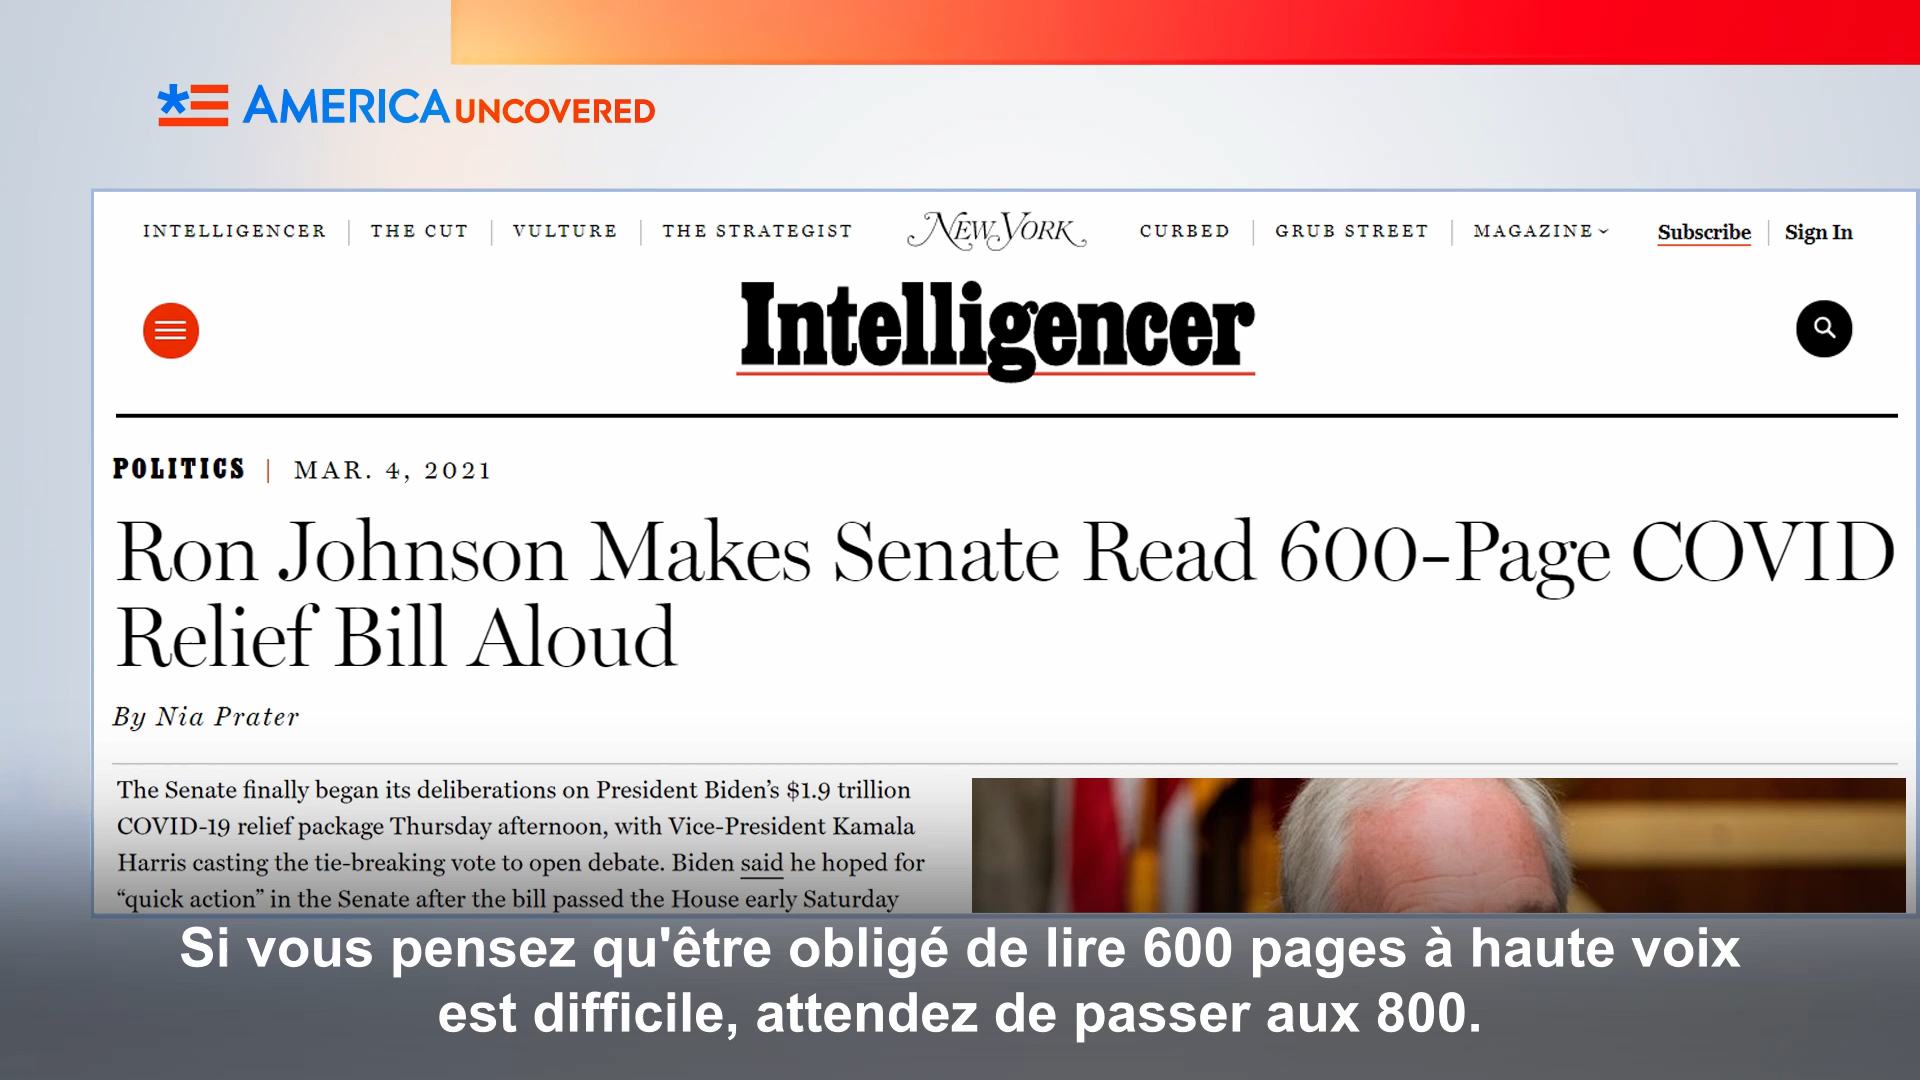 AMERICA UNCOVERED
INTELLIGENCER THE CUT VULTURE THE STRATEGIST NEW YORK CURBED GRUB STREET MAGAZINE Subscribe Sign In
Intelligencer
POLITICS | MAR. 4, 2021
Ron Johnson Makes Senate Read 600-Page COVID
Relief Bill Aloud
By Nia Prater
The Senate finally began its deliberations on President Biden’s $1.9 trillion
COVID-19 relief package Thursday afternoon, with Vice-President Kamala
Harris casting the tie-breaking vote to open debate. Biden said he hoped for
“quick action” in the Senate after the bill passed the House early Saturday
Si vous pensez qu'être obligé de lire 600 pages à haute voix
est difficile, attendez de passer aux 800.